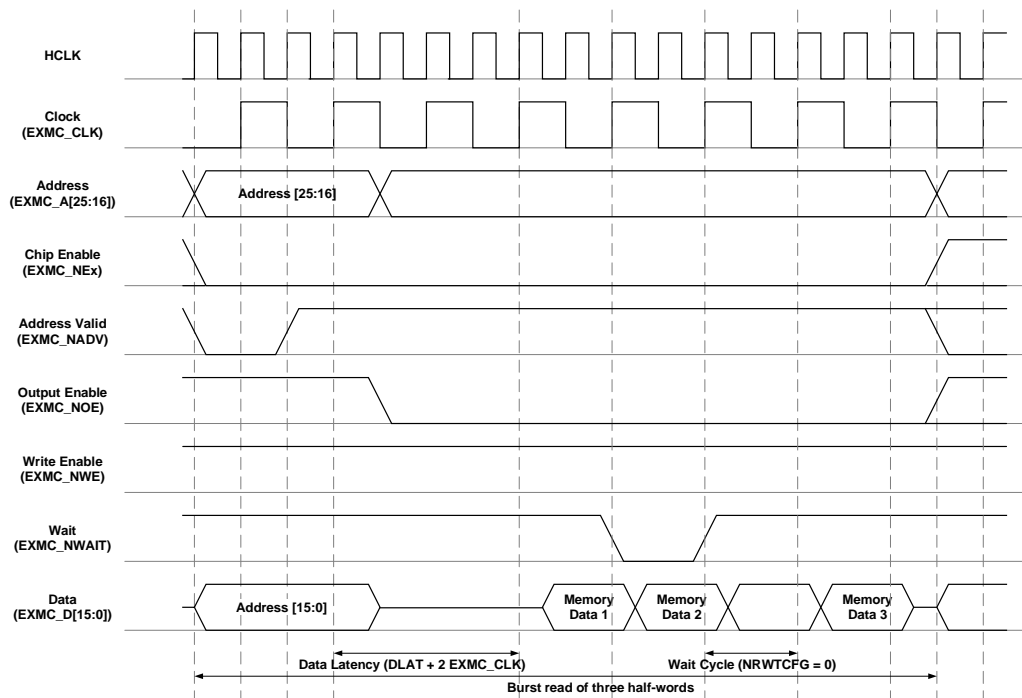 HCLK
Clock
(EXMC_CLK)
Address
(EXMC_A[25:16])
Address [25:16]
Chip Enable
(EXMC_NEx)
Address Valid
(EXMC_NADV)
Output Enable
(EXMC_NOE)
Write Enable
(EXMC_NWE)
Wait
(EXMC_NWAIT)
Data
(EXMC_D[15:0])
Address [15:0]
Memory
Data 1
Memory
Data 2
Memory
Data 3
Data Latency (DLAT + 2 EXMC_CLK)
Wait Cycle (NRWTCFG = 0)
Burst read of three half-words